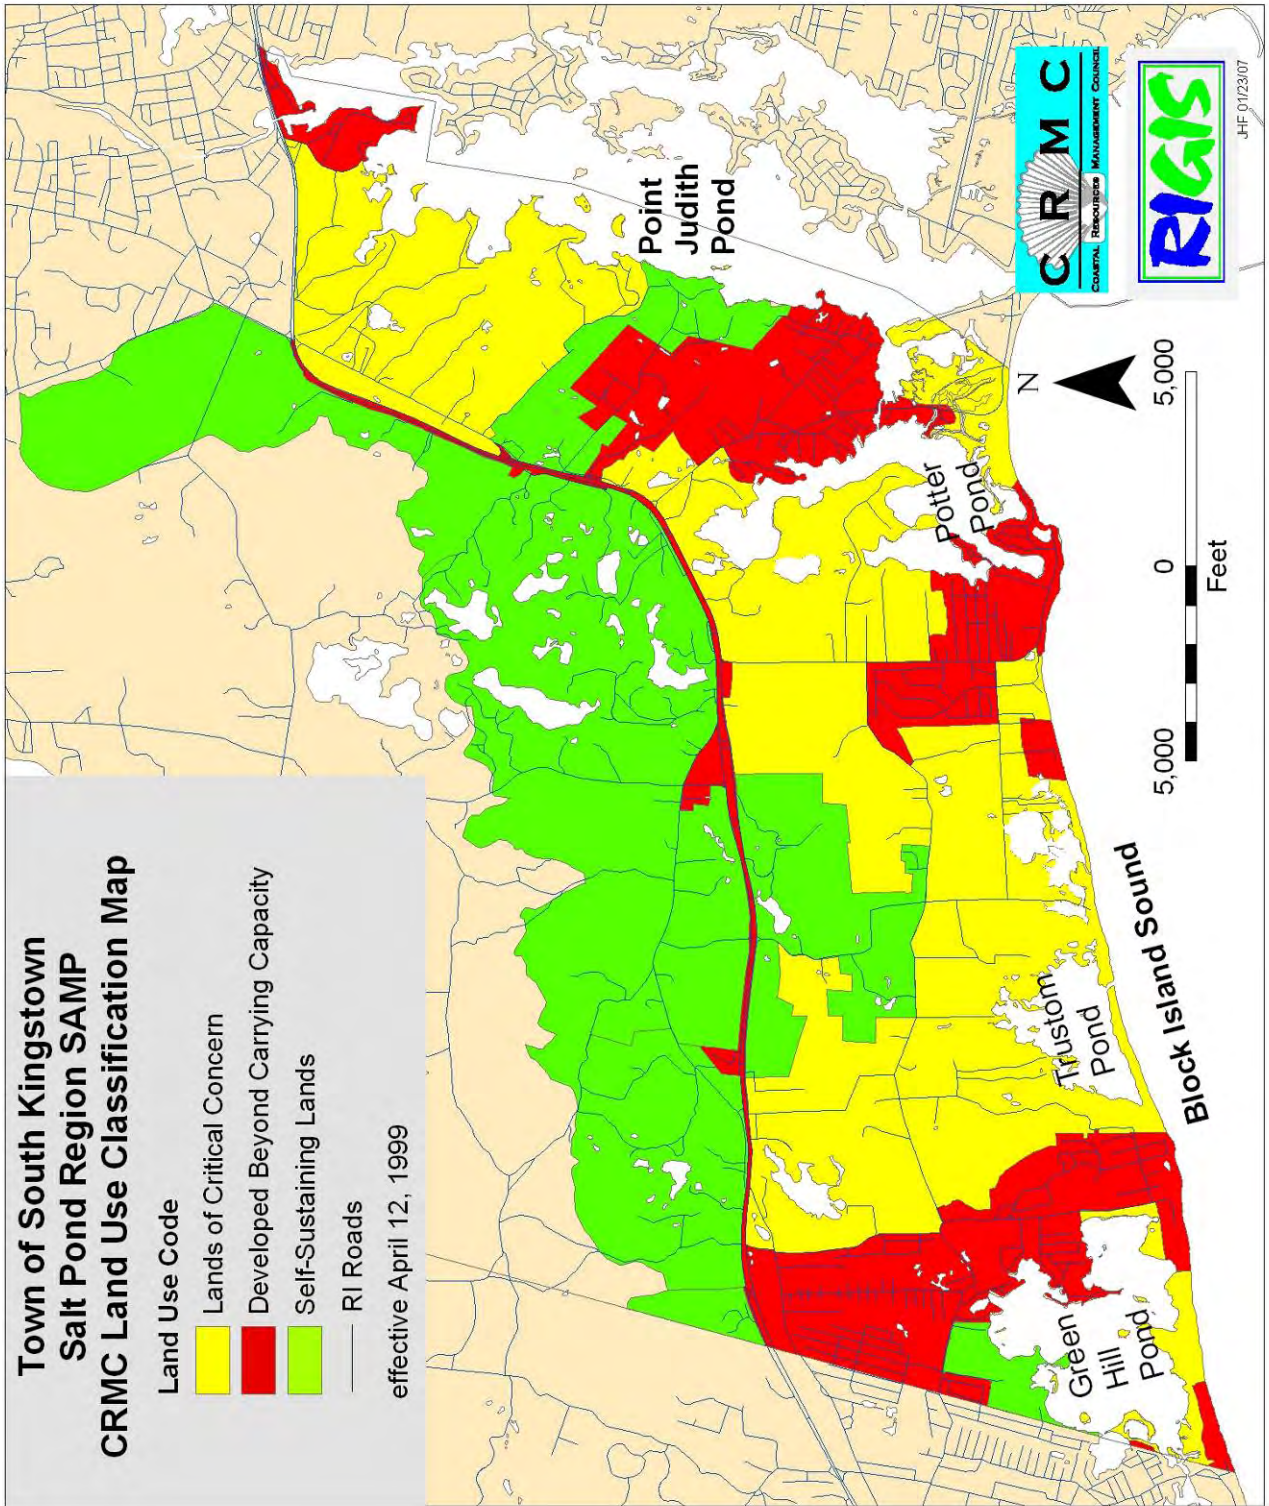 Town of South Kingstown
Salt Pond Region SAMP
CRMC Land Use Classification Map
Land Use Code
Lands of Critical Concern
Developed Beyond Carrying Capacity
Self-Sustaining Lands
RI Roads
effective April 12, 1999
Point
Judith
Pond
Potter
Pond
Trustom
Pond
Green
Hill
Pond
Block Island Sound
N
5,000
0
5,000
Feet
C R M C
COASTAL RESOURCES MANAGEMENT COUNCIL
RIGIS
JHF 01/23/07